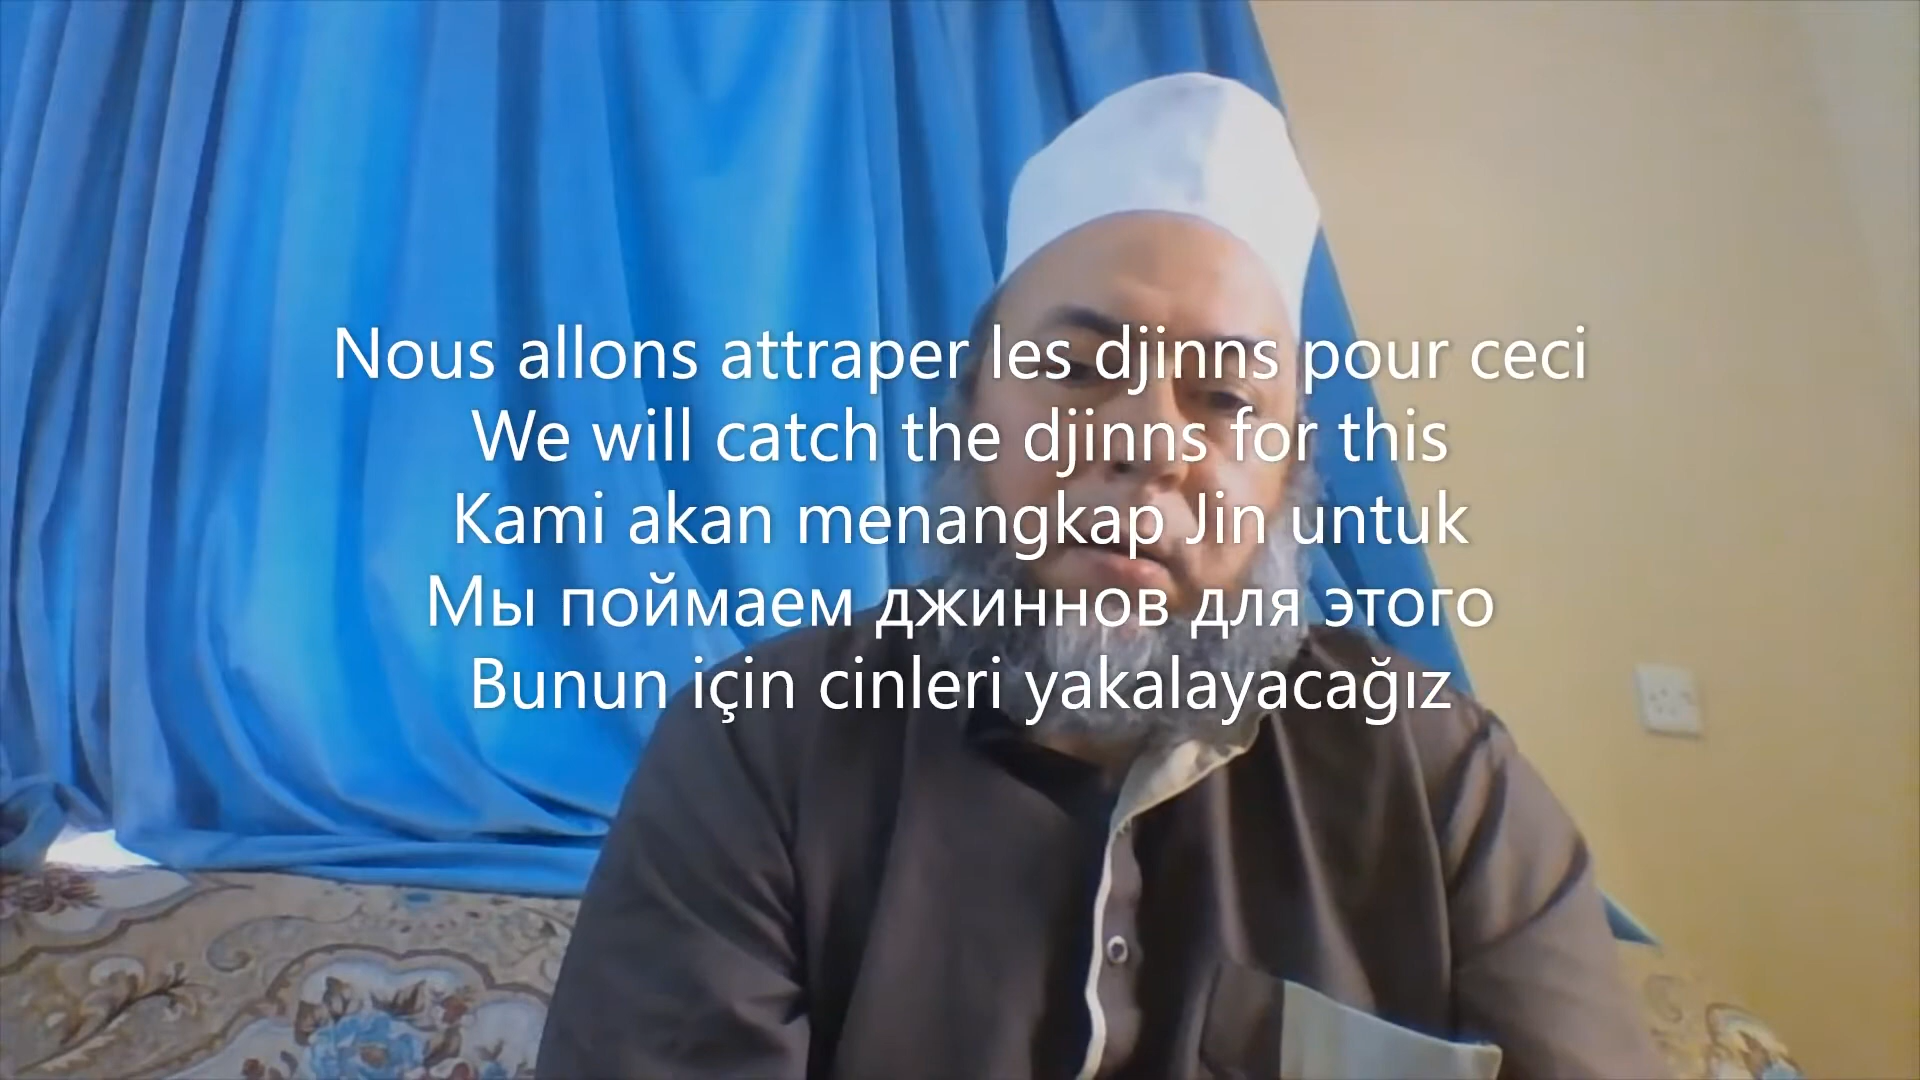 Nous allons attraper les djinns pour ceci
We will catch the djinns for this
Kami akan menangkap Jin untuk
Мы поймаем джиннов для этого
Bunun için cinleri yakalayacağız